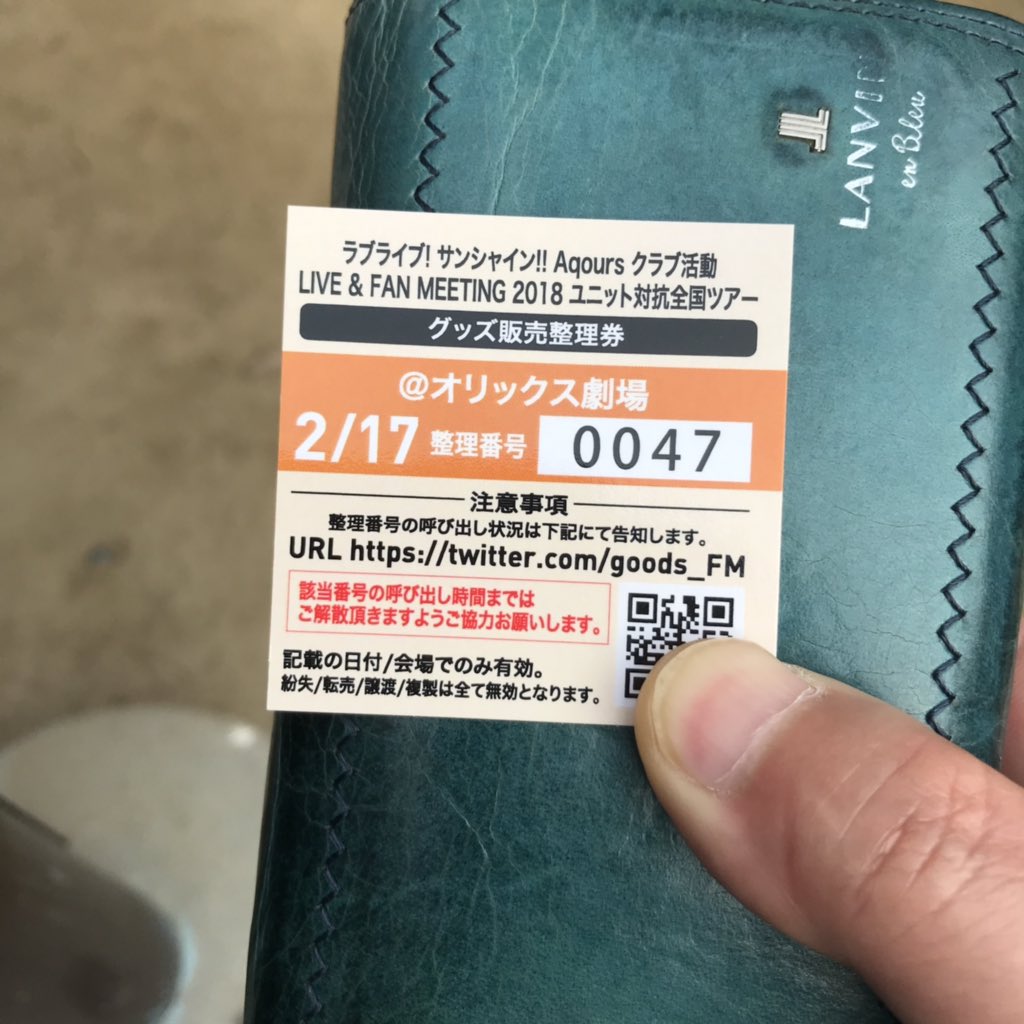 LANVIN
en Bleu
ラブライブ! サンシャイン!! Aqours クラブ活動
LIVE & FAN MEETING 2018 ユニット対抗全国ツアー
グッズ販売整理券
@オリックス劇場
2/17 整理番号 0047
注意事項
整理番号の呼び出し状況は下記にて告知します。
URL https://twitter.com/goods_FM
該当番号の呼び出し時間までは
ご解散頂きますようご協力お願いします。
記載の日付/会場でのみ有効。
紛失/転売/譲渡/複製は全て無効となります。